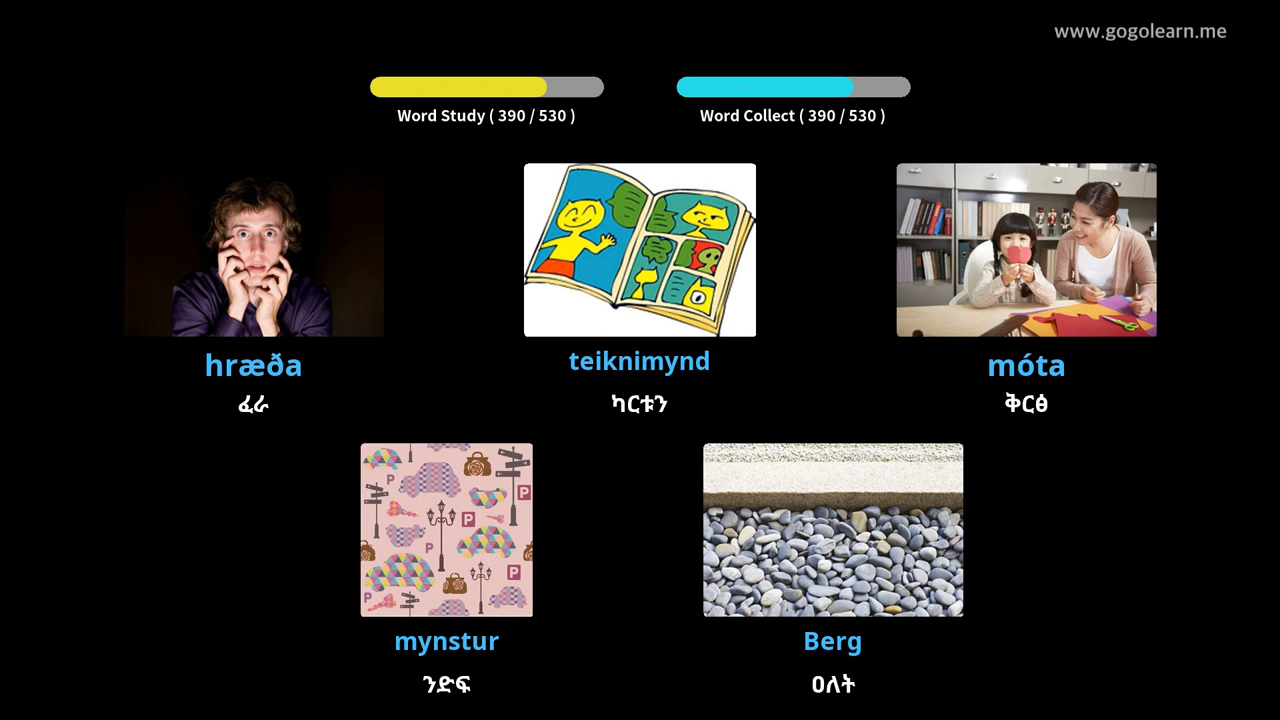 www.gogolearn.me
Word Study ( 390 / 530 )
Word Collect ( 390 / 530 )
hræða
teiknimynd
móta
ፈራ
ካርቱን
ቅርፅ
P
P
P
P
P
P
mynstur
Berg
ንድፍ
ዐለት